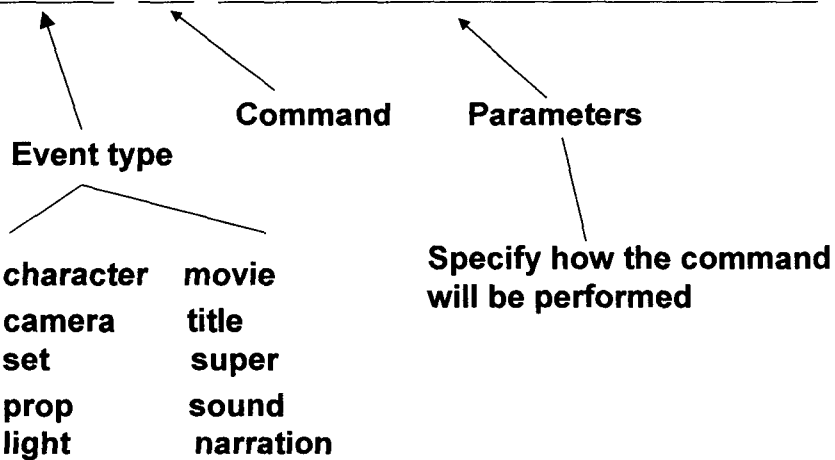 Command Parameters
Event type
Specify how the command
will be performed
character movie
camera title
set super
prop sound
light narration